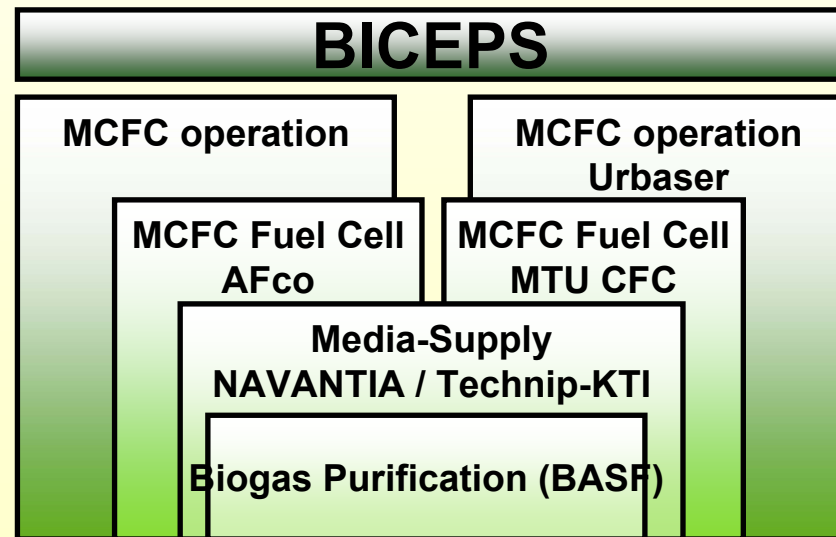 BICEPS
MCFC operation
MCFC operation
Urbaser
MCFC Fuel Cell
AFco
MCFC Fuel Cell
MTU CFC
Media-Supply
NAVANTIA / Technip-KTI
Biogas Purification (BASF)